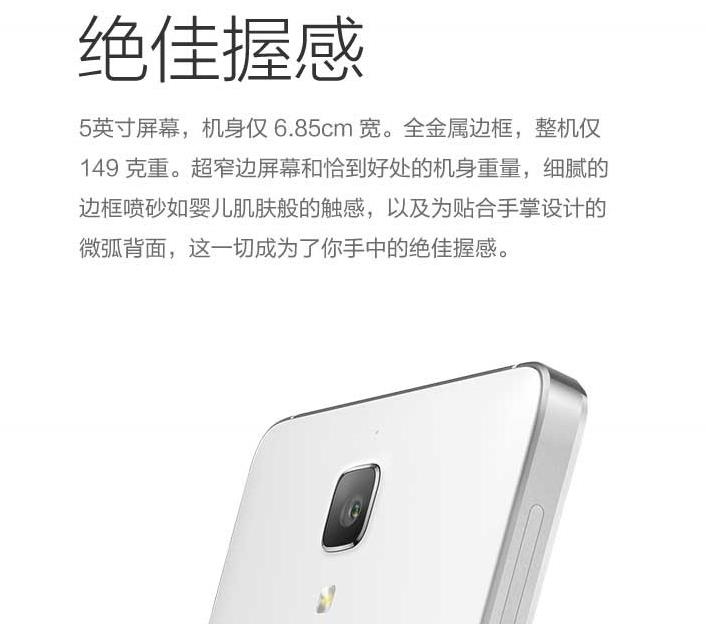 绝佳握感
5英寸屏幕，机身仅 6.85cm 宽。全金属边框，整机仅
149 克重。超窄边屏幕和恰到好处的机身重量，细腻的
边框喷砂如婴儿肌肤般的触感，以及为贴合手掌设计的
微弧背面，这一切成为了你手中的绝佳握感。